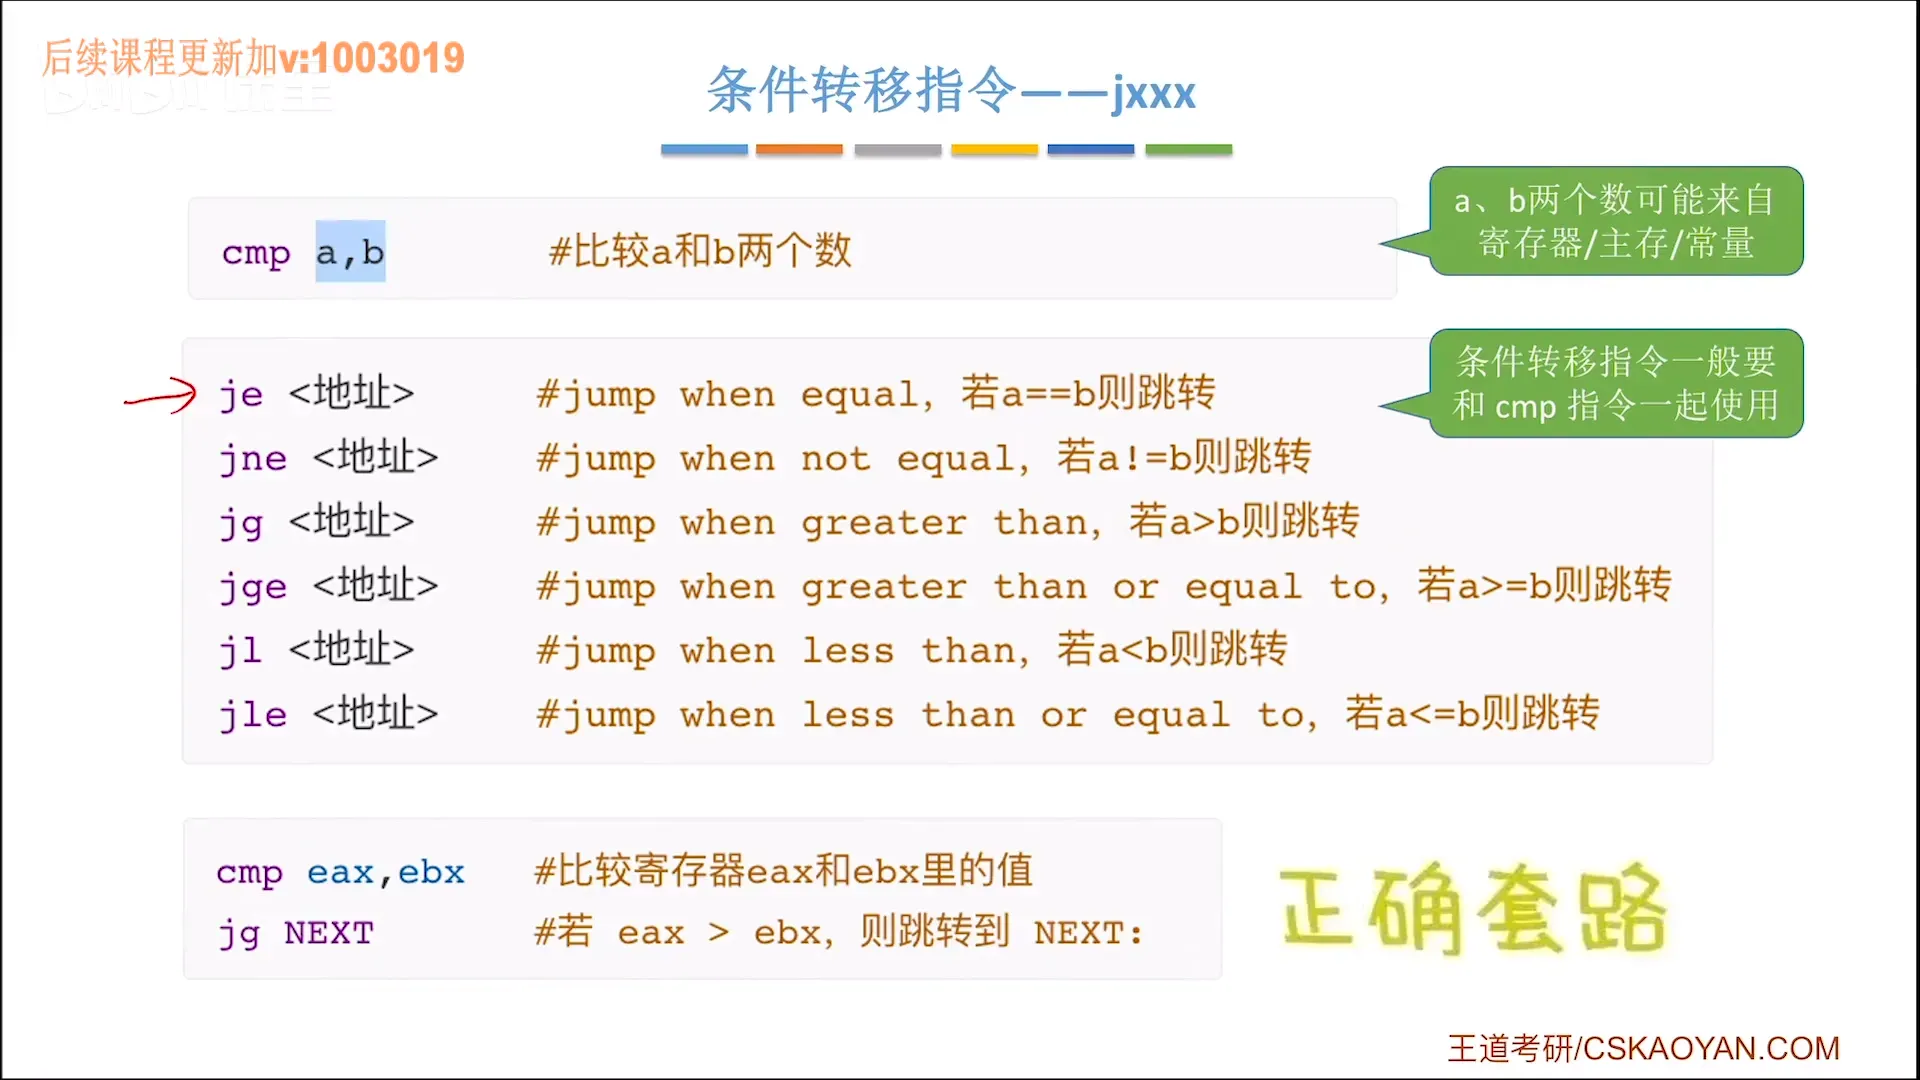 后续课程更新加v:1003019
条件转移指令——jxxx
cmp a,b #比较a和b两个数
a、b两个数可能来自
寄存器/主存/常量
条件转移指令一般要
和 cmp 指令一起使用
je <地址> #jump when equal, 若a==b则跳转
jne <地址> #jump when not equal, 若a!=b则跳转
jg <地址> #jump when greater than, 若a>b则跳转
jge <地址> #jump when greater than or equal to, 若a>=b则跳转
jl <地址> #jump when less than, 若a<b则跳转
jle <地址> #jump when less than or equal to, 若a<=b则跳转
cmp eax,ebx #比较寄存器eax和ebx里的值
jg NEXT #若 eax > ebx, 则跳转到 NEXT:
正确套路
王道考研/CSKAOYAN.COM